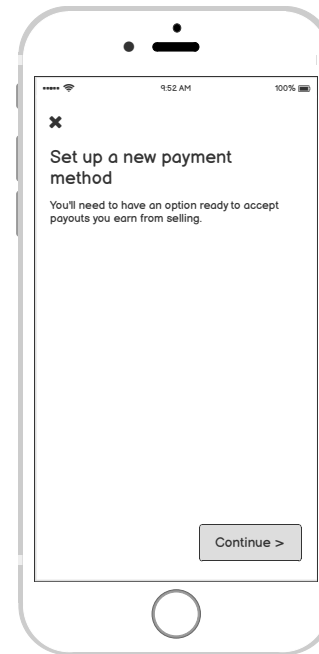 9:52 AM
100%
Set up a new payment
method
You'll need to have an option ready to accept
payouts you earn from selling.
Continue >